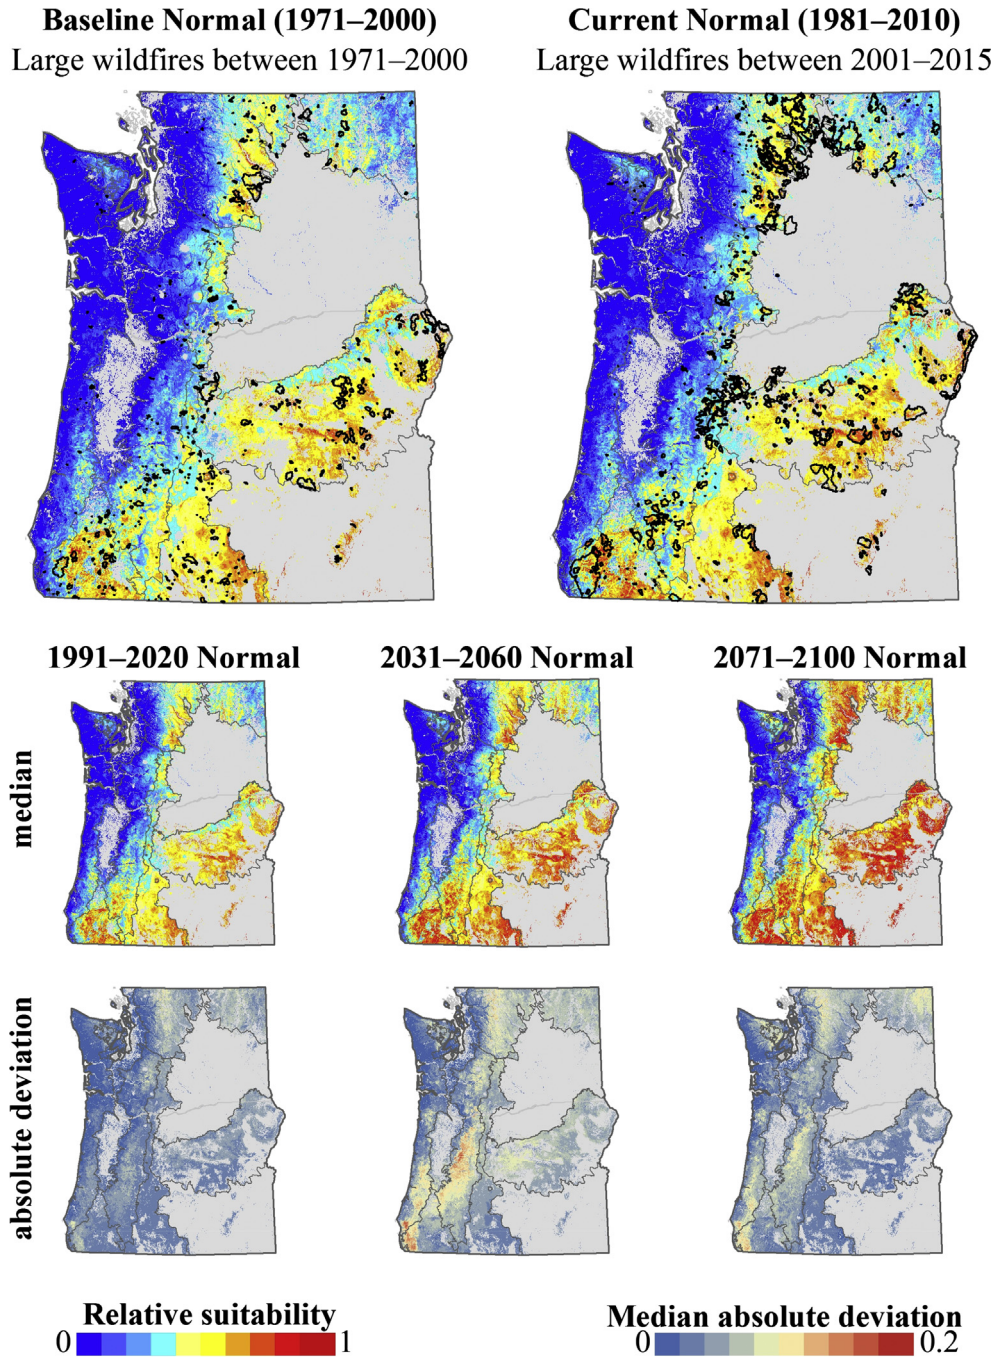 Baseline Normal (1971–2000)
Large wildfires between 1971–2000
Current Normal (1981–2010)
Large wildfires between 2001–2015
1991–2020 Normal
2031–2060 Normal
2071–2100 Normal
median
absolute deviation
Relative suitability
0 1
Median absolute deviation
0 0.2